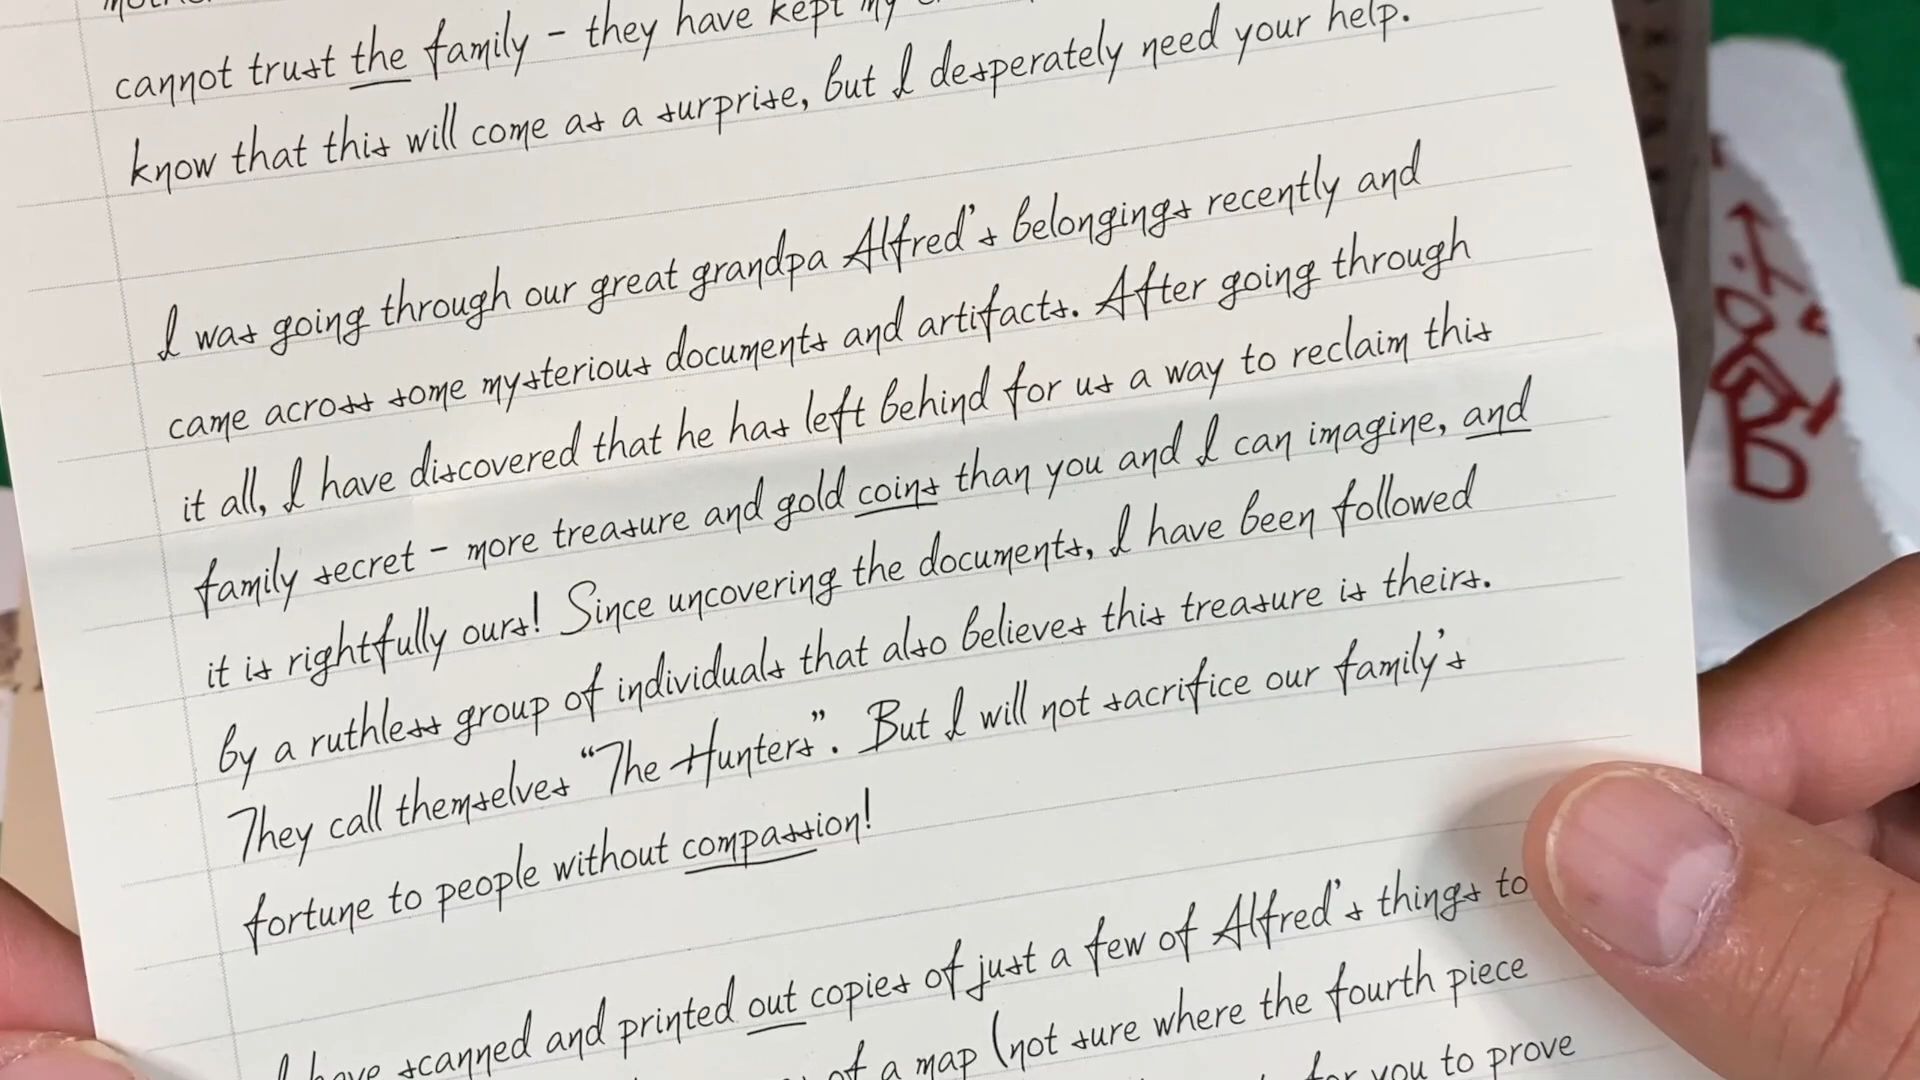 cannot trust the family - they have kept my
know that this will come as a surprise, but I desperately need your help.
I was going through our great grandpa Alfred's belongings recently and
came across some mysterious documents and artifacts. After going through
it all, I have discovered that he has left behind for us a way to reclaim this
family secret - more treasure and gold coins than you and I can imagine, and
it is rightfully ours! Since uncovering the documents, I have been followed
by a ruthless group of individuals that also believes this treasure is theirs.
They call themselves "The Hunters". But I will not sacrifice our family's
fortune to people without compassion!
I have scanned and printed out copies of just a few of Alfred's things to
of a map (not sure where the fourth piece
for you to prove